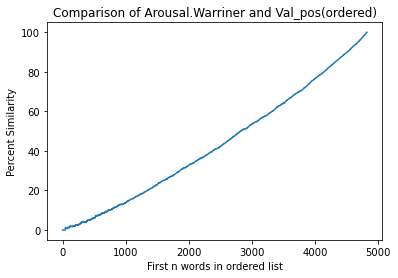 Comparison of Arousal.Warriner and Val_pos(ordered)
100
80
60
40
20
0
Percent Similarity
0 1000 2000 3000 4000 5000
First n words in ordered list